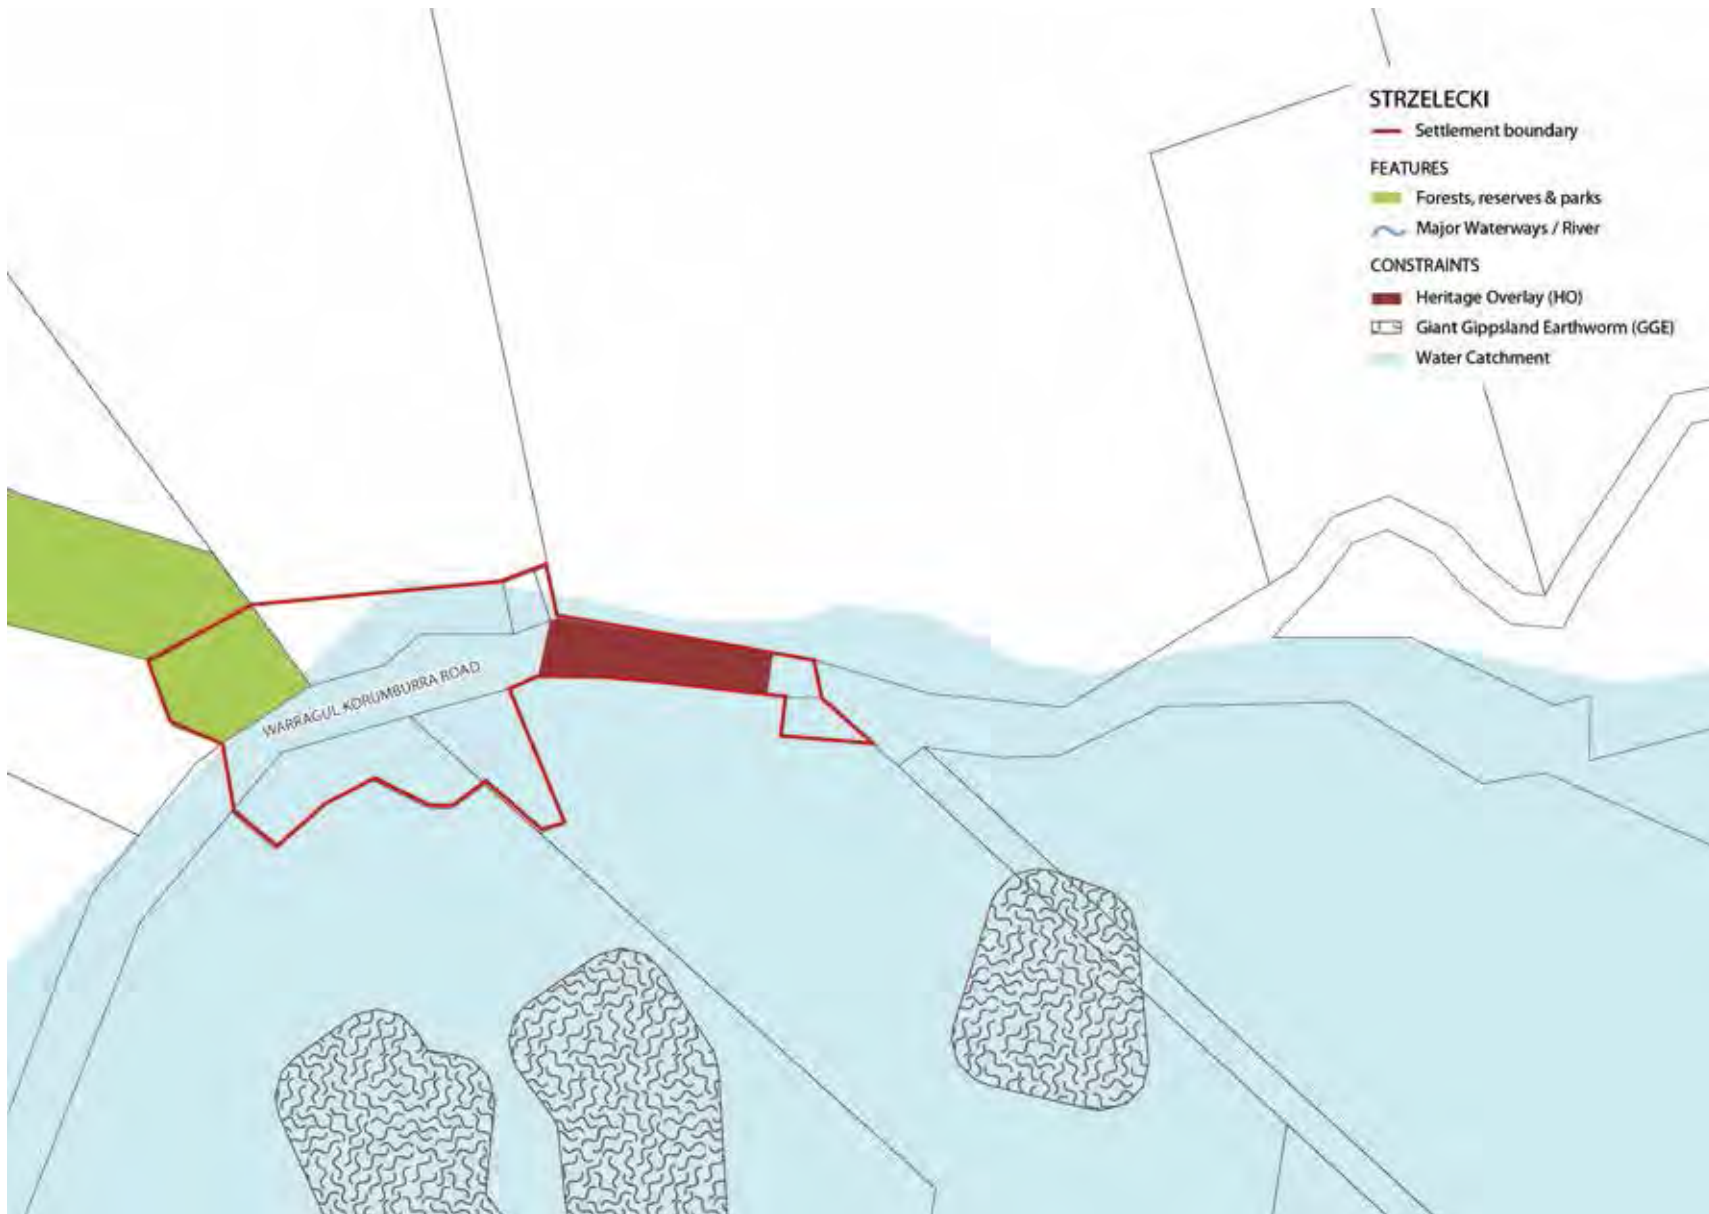 STRZELECKI
Settlement boundary
FEATURES
Forests, reserves & parks
Major Waterways / River
CONSTRAINTS
Heritage Overlay (HO)
Giant Gippsland Earthworm (GGE)
Water Catchment
WARRAGUL KORUMBURRA ROAD